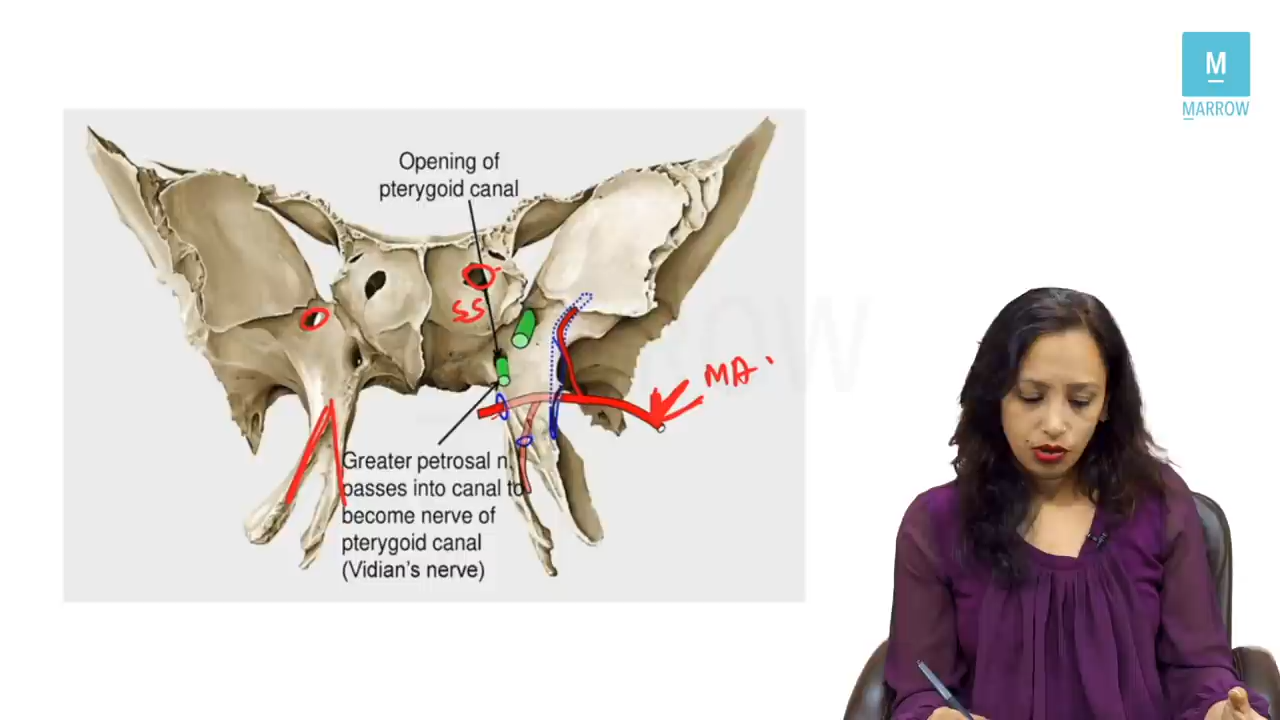 M
MARROW
Opening of
pterygoid canal
SS
MA
Greater petrosal n.
passes into canal to
become nerve of
pterygoid canal
(Vidian's nerve)